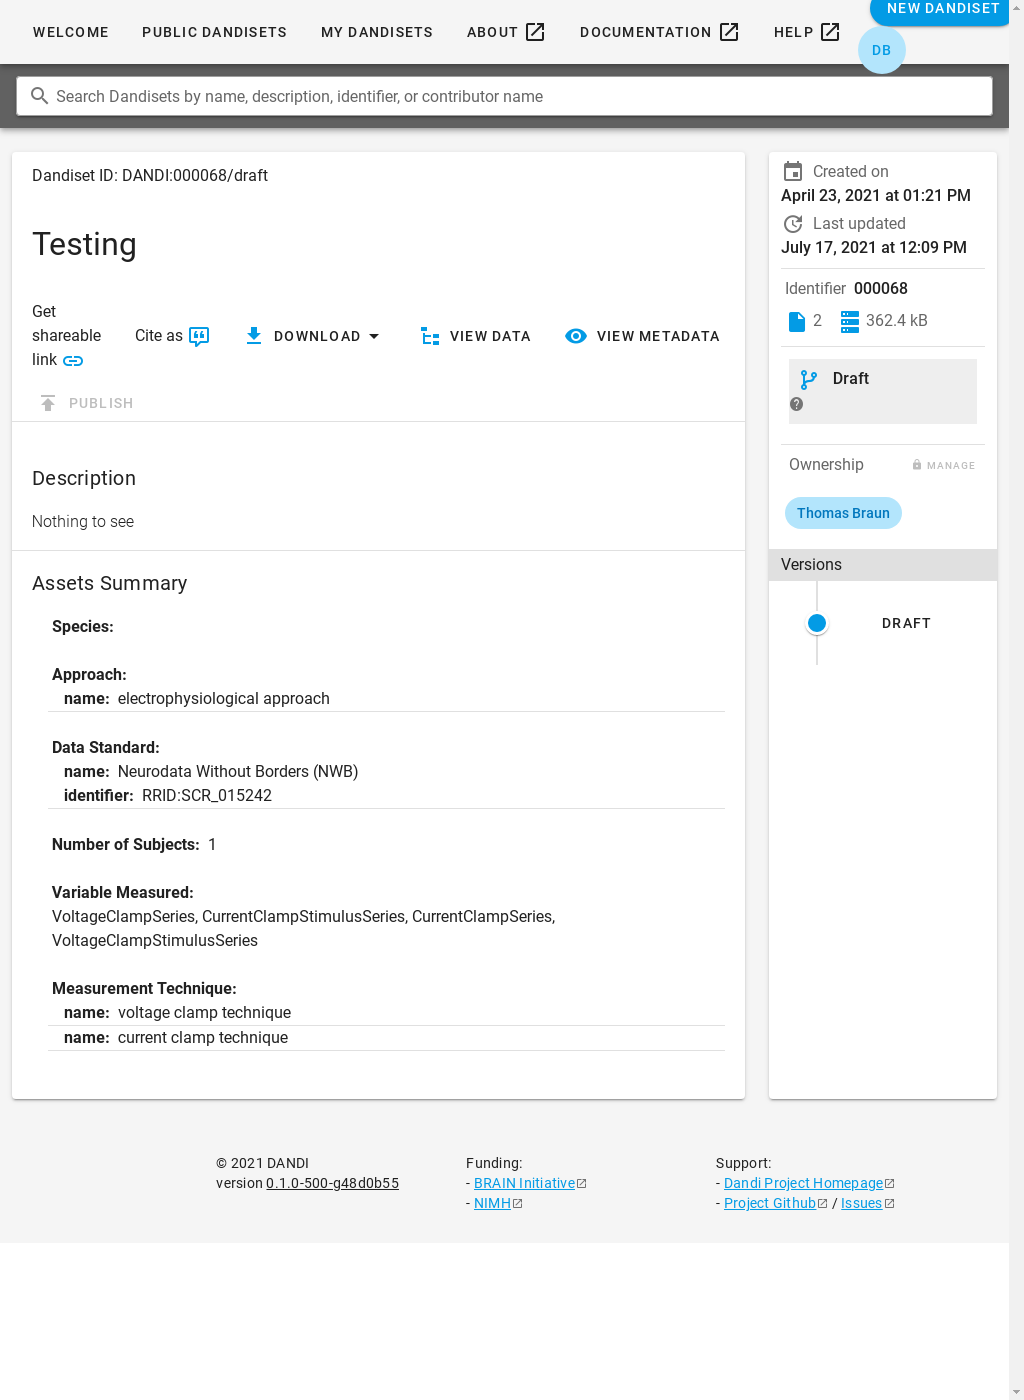 WELCOME PUBLIC DANDISETS MY DANDISETS ABOUT DOCUMENTATION HELP NEW DANDISET
DB
Search Dandisets by name, description, identifier, or contributor name
Dandiset ID: DANDI:000068/draft
Testing
Get
shareable
link
Cite as
DOWNLOAD
VIEW DATA
VIEW METADATA
PUBLISH
Description
Nothing to see
Assets Summary
Species:
Approach:
name: electrophysiological approach
Data Standard:
name: Neurodata Without Borders (NWB)
identifier: RRID:SCR_015242
Number of Subjects: 1
Variable Measured:
VoltageClampSeries, CurrentClampStimulusSeries, CurrentClampSeries,
VoltageClampStimulusSeries
Measurement Technique:
name: voltage clamp technique
name: current clamp technique
Created on
April 23, 2021 at 01:21 PM
Last updated
July 17, 2021 at 12:09 PM
Identifier 000068
2 362.4 kB
Draft
Ownership MANAGE
Thomas Braun
Versions
DRAFT
© 2021 DANDI
version 0.1.0-500-g48d0b55
Funding:
- BRAIN Initiative
- NIMH
Support:
- Dandi Project Homepage
- Project Github / Issues